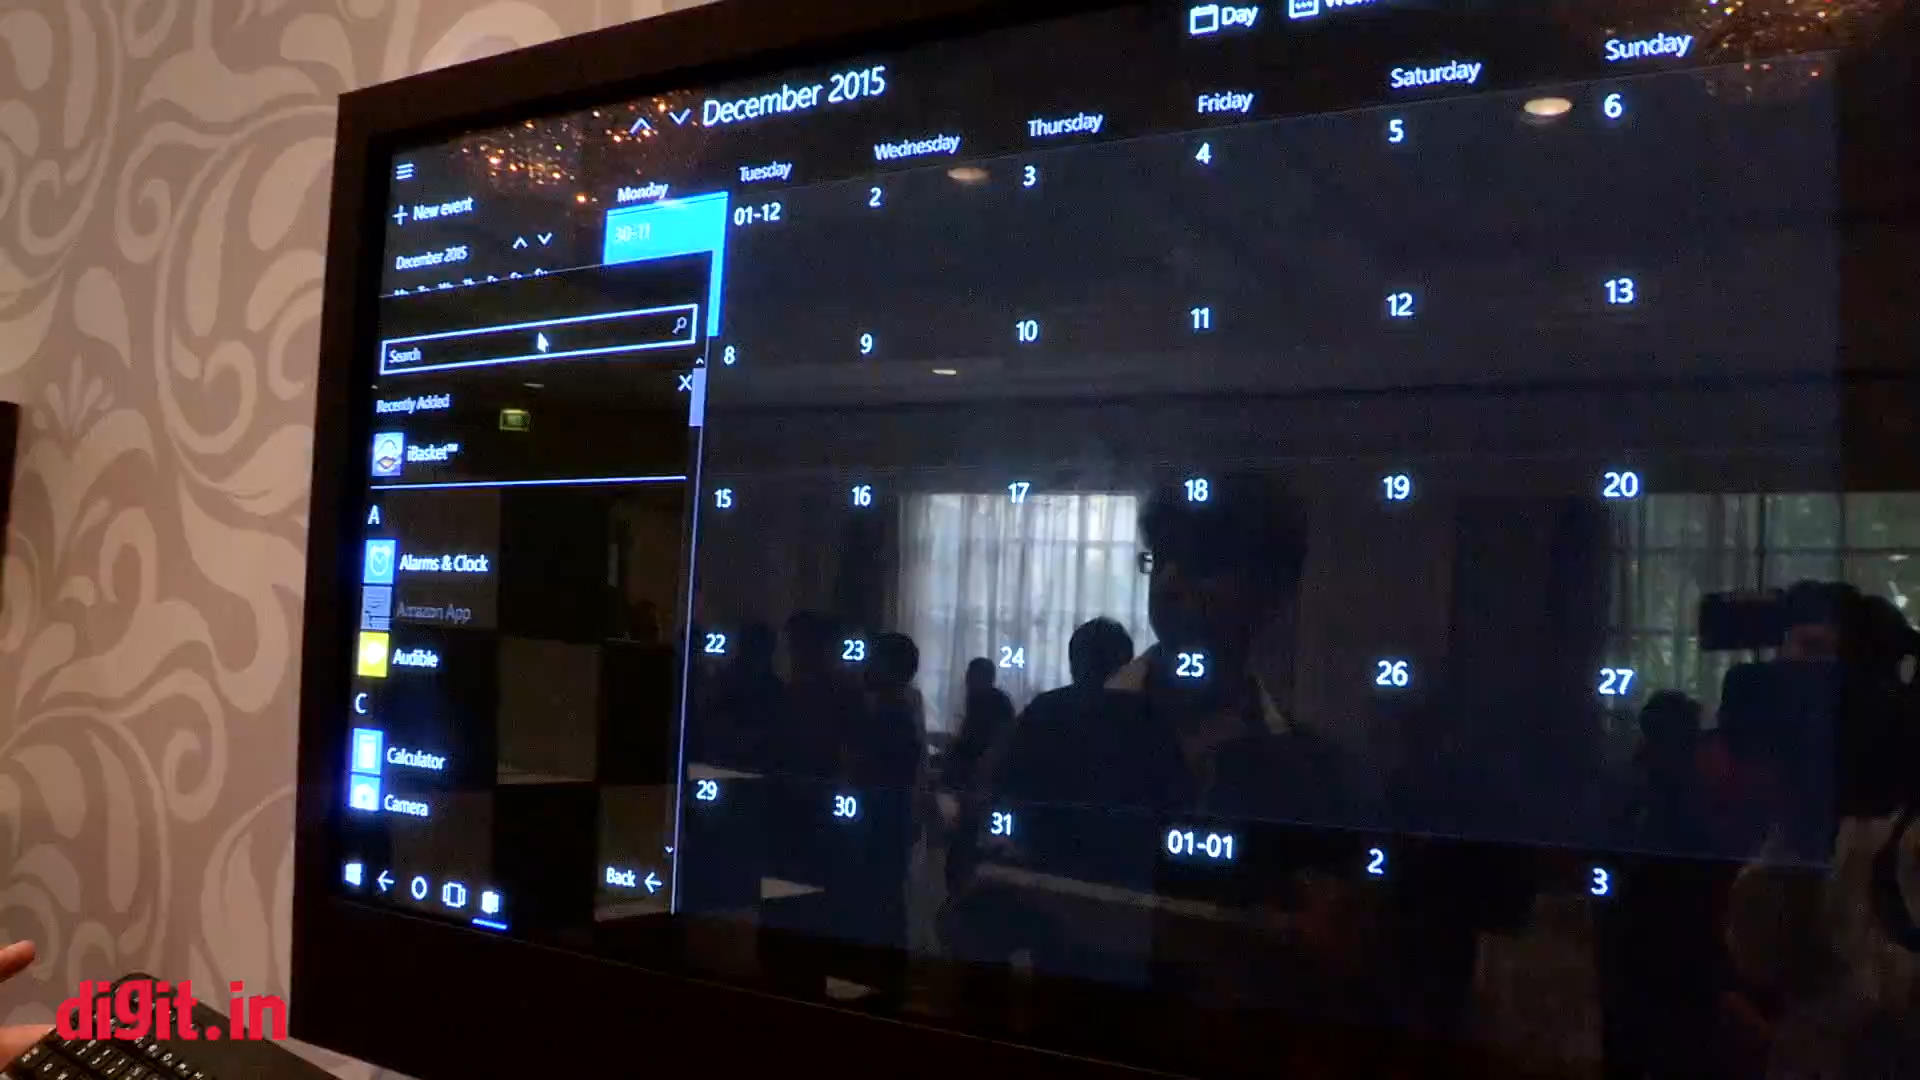 Day
December 2015
Monday Tuesday Wednesday Thursday Friday Saturday Sunday
30-11 01-12 2 3 4 5 6
8 9 10 11 12 13
15 16 17 18 19 20
22 23 24 25 26 27
29 30 31 01-01 2 3
+ New event
December 2015
Search
Recently Added
iBasket™
A
Alarms & Clock
Amazon App
Audible
C
Calculator
Camera
Back
digit.in